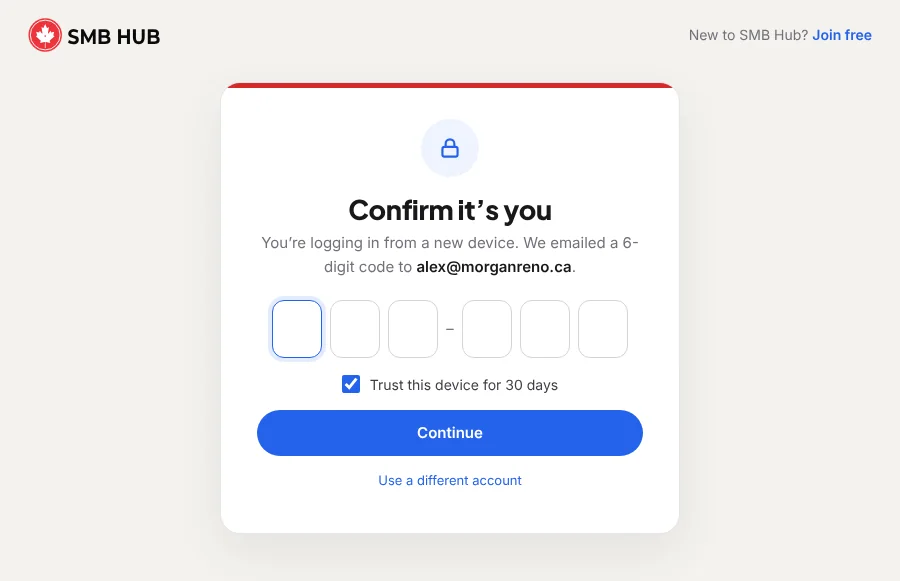 SMB HUB
New to SMB Hub? Join free
Confirm it’s you
You’re logging in from a new device. We emailed a 6-
digit code to alex@morganreno.ca.
–
Trust this device for 30 days
Continue
Use a different account